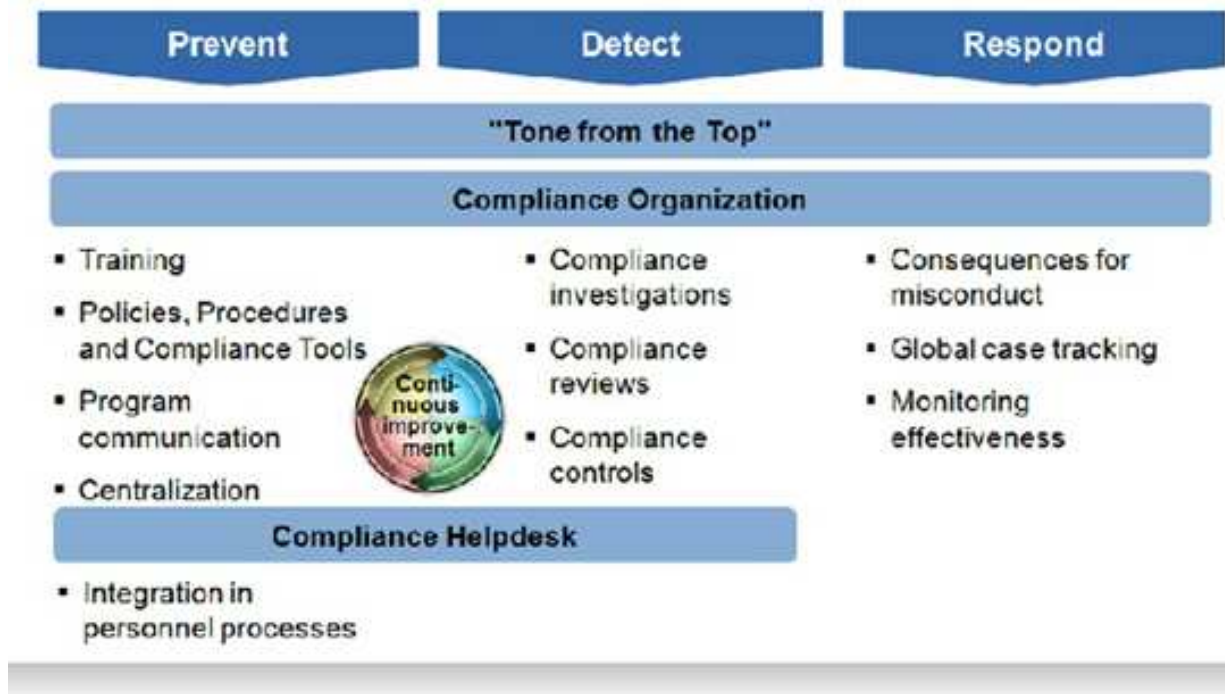 Prevent
Detect
Respond
"Tone from the Top"
Compliance Organization
▪ Training
▪ Policies, Procedures
and Compliance Tools
▪ Program
communication
▪ Centralization
Conti-
nuous
improve-
ment
▪ Compliance
investigations
▪ Compliance
reviews
▪ Compliance
controls
▪ Consequences for
misconduct
▪ Global case tracking
▪ Monitoring
effectiveness
Compliance Helpdesk
▪ Integration in
personnel processes